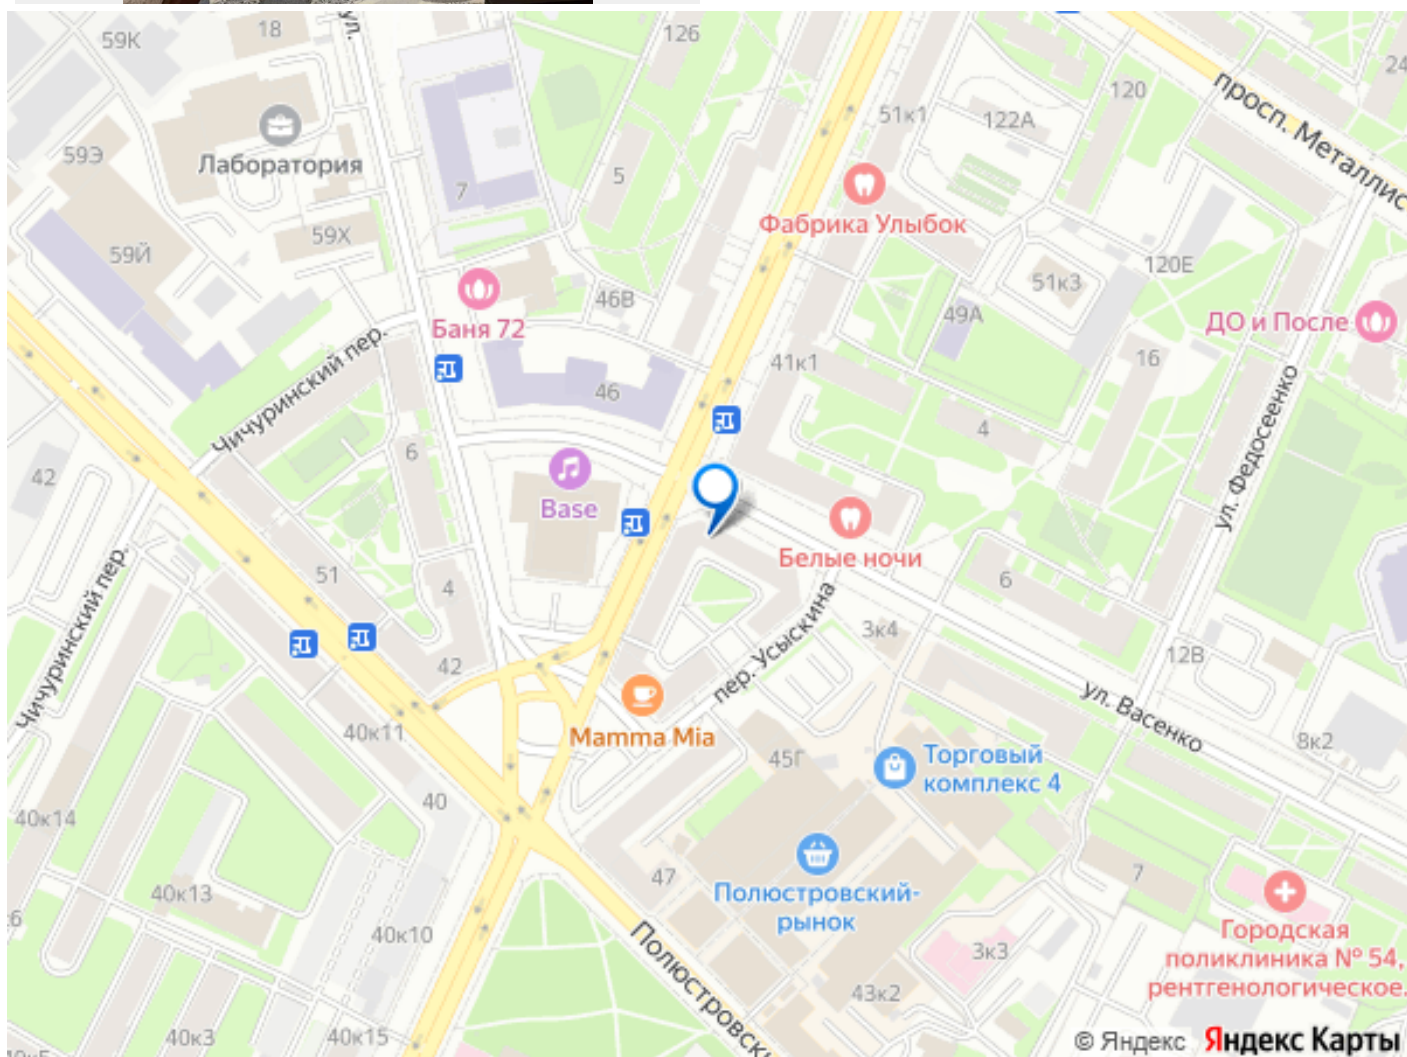 59К
18
ул.
126
24
просп. Металлис
120
51к1
122А
59Э
Лаборатория
5
7
Фабрика Улыбок
59Х
59Й
120Е
51к3
46В
49А
Баня 72
ДО и После
Чичуринский пер.
41к1
16
46
ул. Федосеенко
4
6
42
Base
Белые ночи
51
4
6
Чичуринский пер.
пер. Усыскина
3к4
42
12В
ул. Васенко
Mamma Mia
40к11
45Г
Торговый
комплекс 4
8к2
40
40к14
47
7
Полюстровский-
рынок
40к13
6
40к10
Полюстровск
3к3
Городская
поликлиника № 54,
рентгенологическое.
43к2
40к3
40к15
© Яндекс
Яндекс Карты